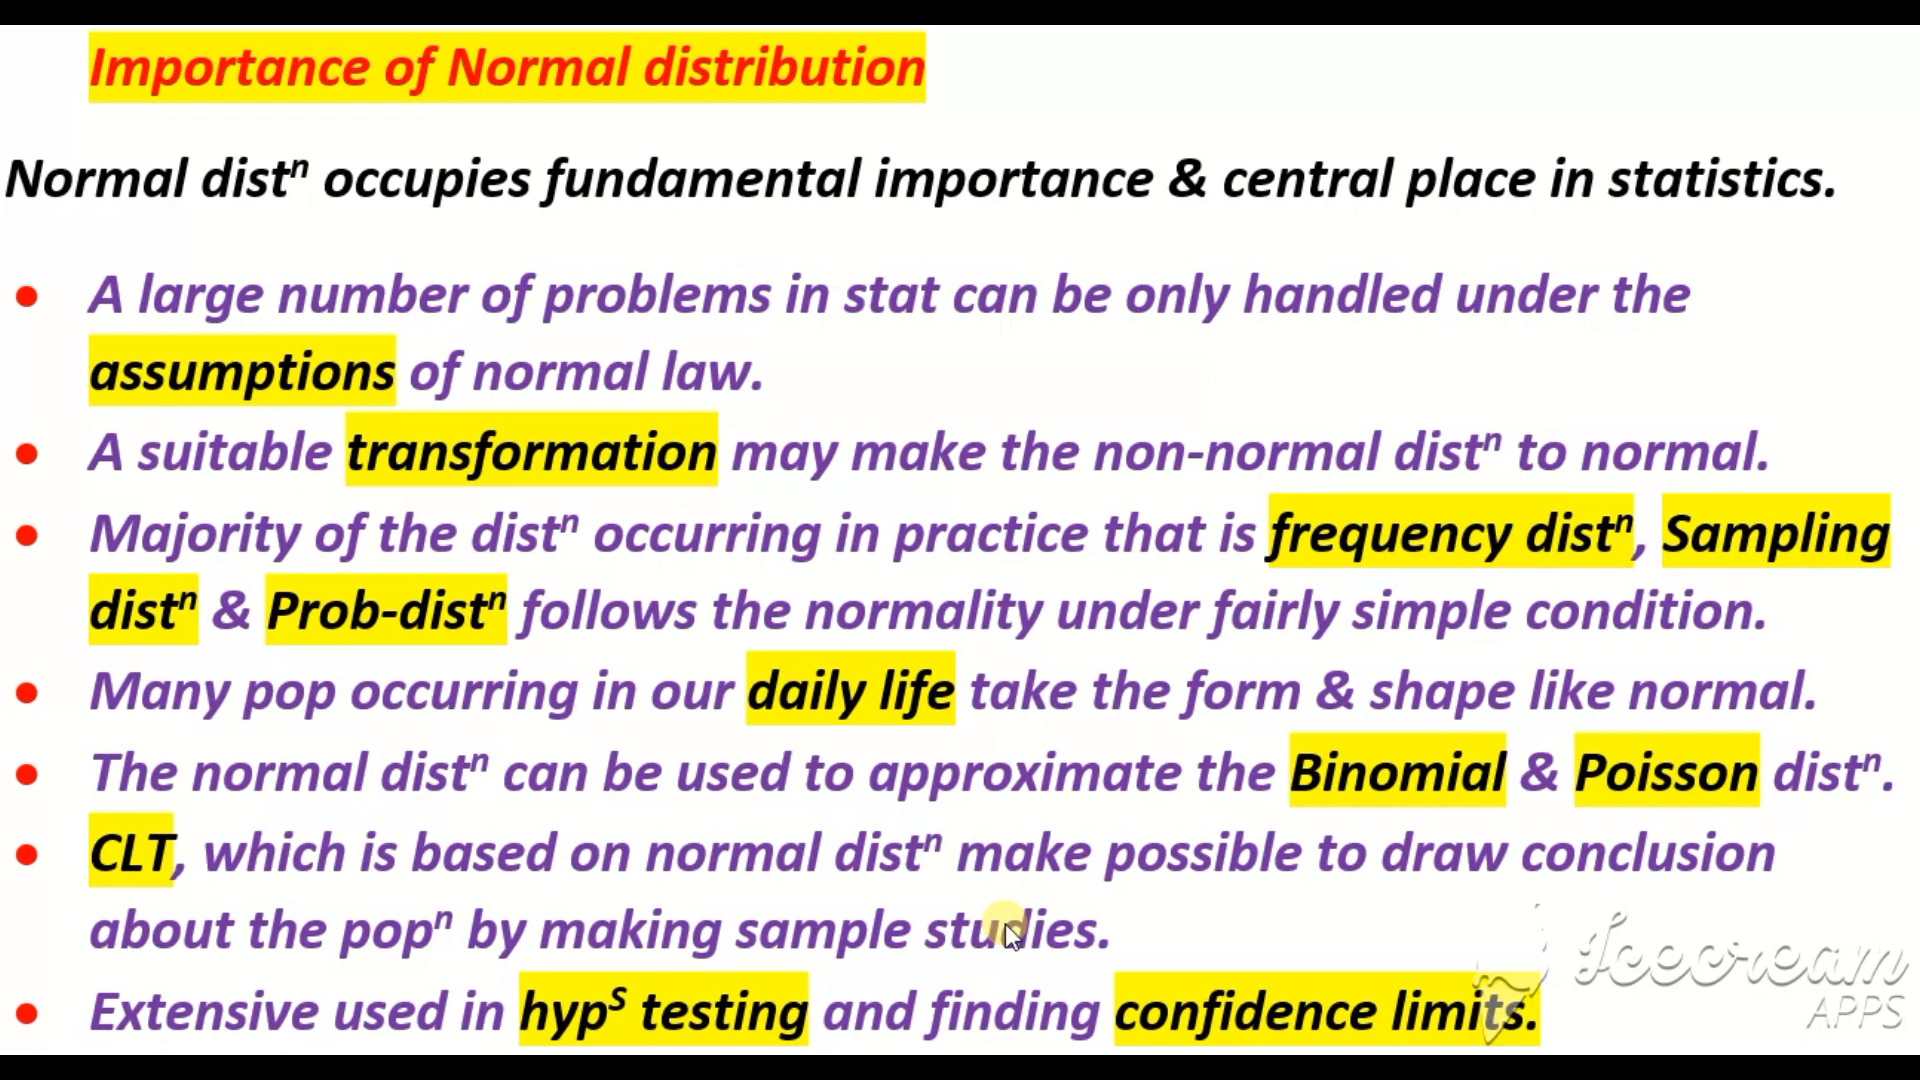 Importance of Normal distribution
Normal distⁿ occupies fundamental importance & central place in statistics.
• A large number of problems in stat can be only handled under the
assumptions of normal law.
• A suitable transformation may make the non-normal distⁿ to normal.
• Majority of the distⁿ occurring in practice that is frequency distⁿ, Sampling
distⁿ & Prob-distⁿ follows the normality under fairly simple condition.
• Many pop occurring in our daily life take the form & shape like normal.
• The normal distⁿ can be used to approximate the Binomial & Poisson distⁿ.
• CLT, which is based on normal distⁿ make possible to draw conclusion
about the popⁿ by making sample studies.
• Extensive used in hypˢ testing and finding confidence limits.
Icecream
APPS